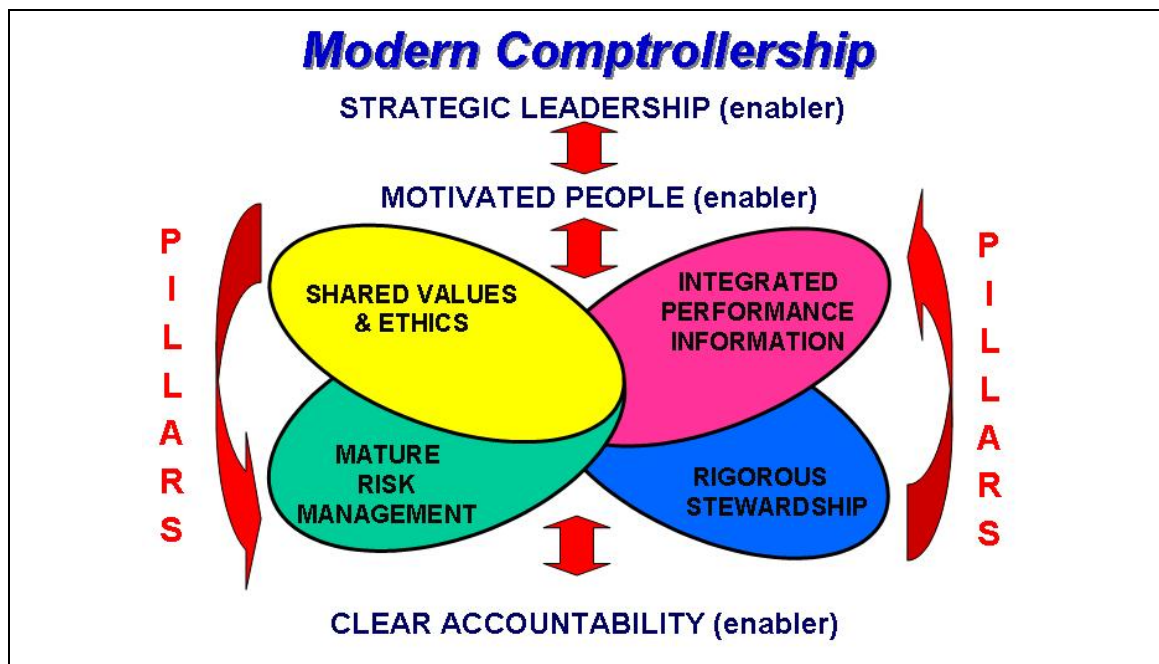 Modern Comptrollership
STRATEGIC LEADERSHIP (enabler)
MOTIVATED PEOPLE (enabler)
P
I
L
L
A
R
S
SHARED VALUES
& ETHICS
INTEGRATED
PERFORMANCE
INFORMATION
MATURE
RISK
MANAGEMENT
RIGOROUS
STEWARDSHIP
P
I
L
L
A
R
S
CLEAR ACCOUNTABILITY (enabler)